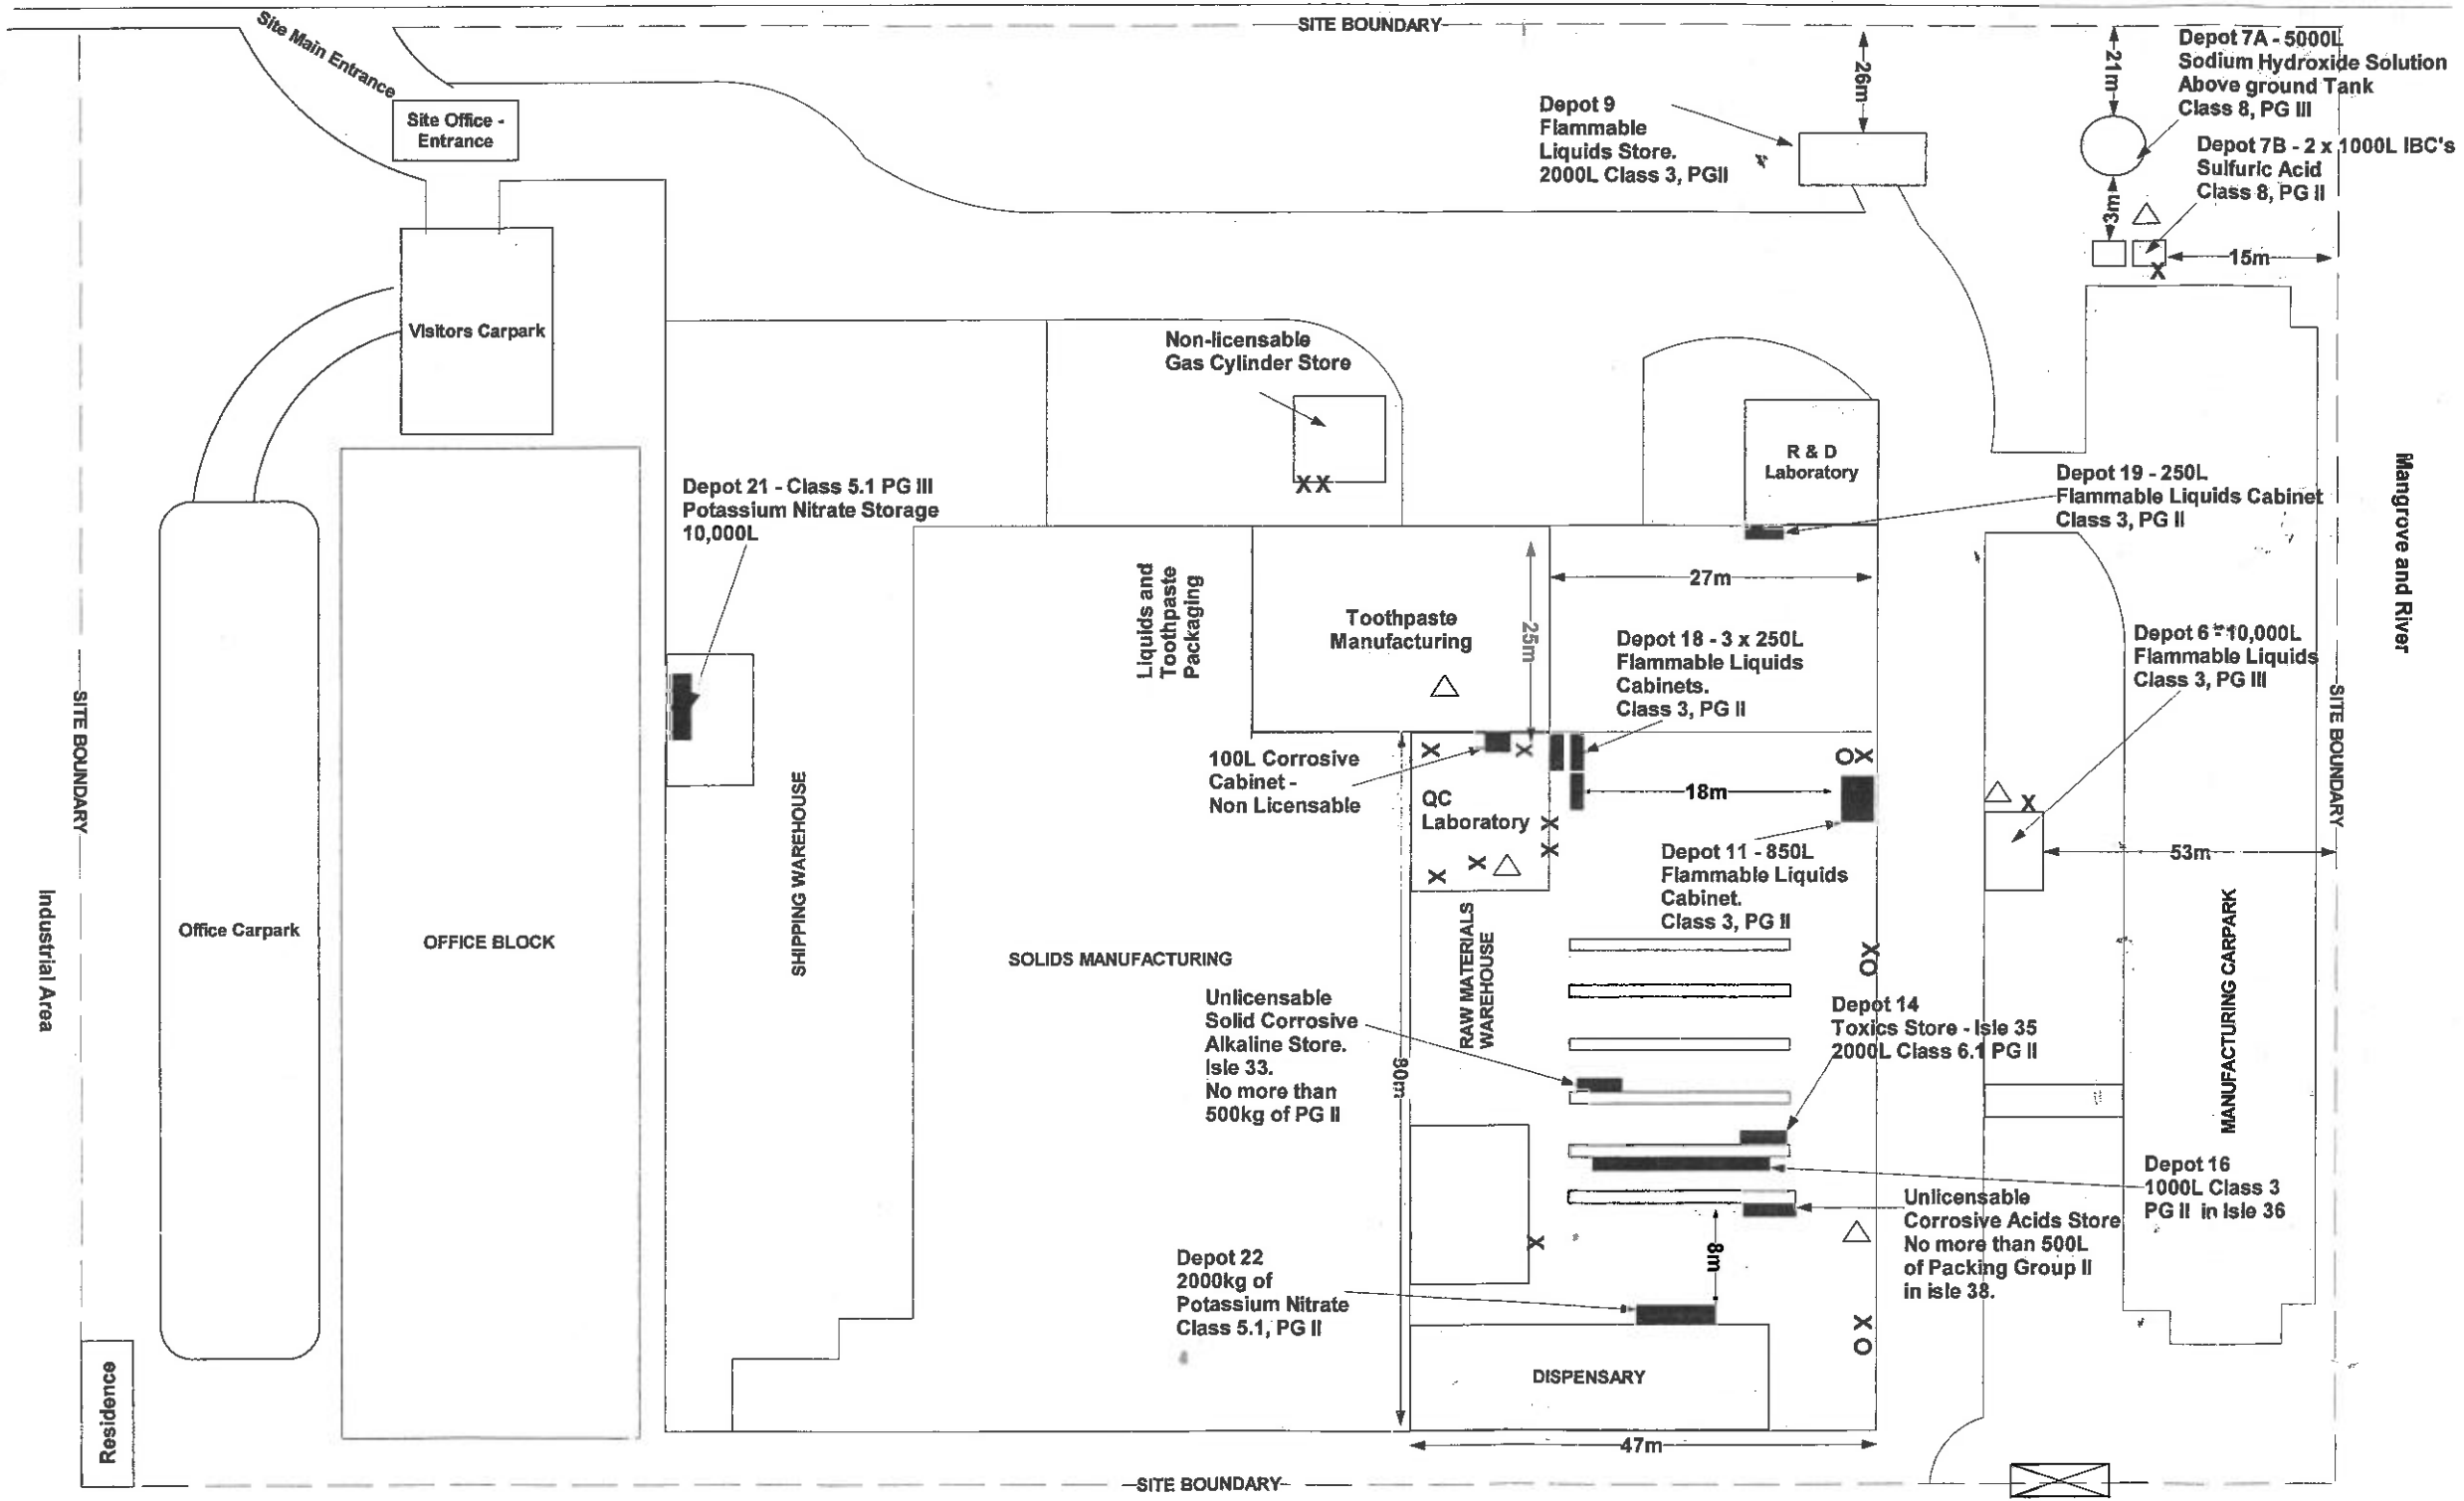 SITE BOUNDARY
Site Main Entrance
Site Office -
Entrance
Visitors Carpark
Office Carpark
OFFICE BLOCK
Industrial Area
SITE BOUNDARY
Residence
Depot 21 - Class 5.1 PG III
Potassium Nitrate Storage
10,000L
SHIPPING WAREHOUSE
SOLIDS MANUFACTURING
Liquids and
Toothpaste
Packaging
Non-licensable
Gas Cylinder Store
XX
Toothpaste
Manufacturing
25m
27m
Depot 9
Flammable
Liquids Store.
2000L Class 3, PGII
26m
21m
Depot 7A - 5000L
Sodium Hydroxide Solution
Above ground Tank
Class 8, PG III
Depot 7B - 2 x 1000L IBC's
Sulfuric Acid
Class 8, PG II
3m
15m
X
R & D
Laboratory
Depot 19 - 250L
Flammable Liquids Cabinet
Class 3, PG II
Mangrove and River
Depot 18 - 3 x 250L
Flammable Liquids
Cabinets.
Class 3, PG II
Depot 6 - 10,000L
Flammable Liquids
Class 3, PG III
SITE BOUNDARY
100L Corrosive
Cabinet -
Non Licensable
X
X
QC
Laboratory
X
X
X
X
18m
OX
Depot 11 - 850L
Flammable Liquids
Cabinet.
Class 3, PG II
X
53m
MANUFACTURING CARPARK
RAW MATERIALS
WAREHOUSE
80m
XO
Unlicensable
Solid Corrosive
Alkaline Store.
Isle 33.
No more than
500kg of PG II
Depot 14
Toxics Store - Isle 35
2000L Class 6.1 PG II
Depot 16
1000L Class 3
PG II in Isle 36
Unlicensable
Corrosive Acids Store
No more than 500L
of Packing Group II
in isle 38.
X
8m
Depot 22
2000kg of
Potassium Nitrate
Class 5.1, PG II
X O
DISPENSARY
47m
SITE BOUNDARY